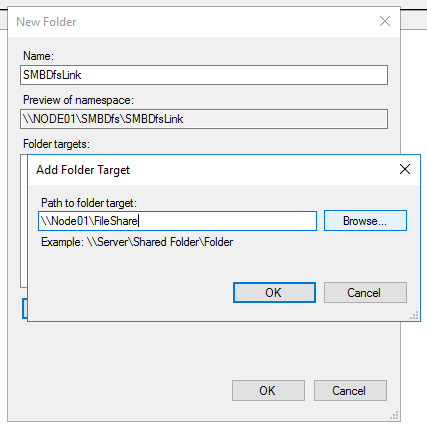 New Folder
Name:
SMBDfsLink
Preview of namespace:
\\NODE01\SMBDfs\SMBDfsLink
Folder targets:
Add Folder Target
Path to folder target:
\\Node01\FileShare
Browse...
Example: \\Server\Shared Folder\Folder
OK
Cancel
OK
Cancel